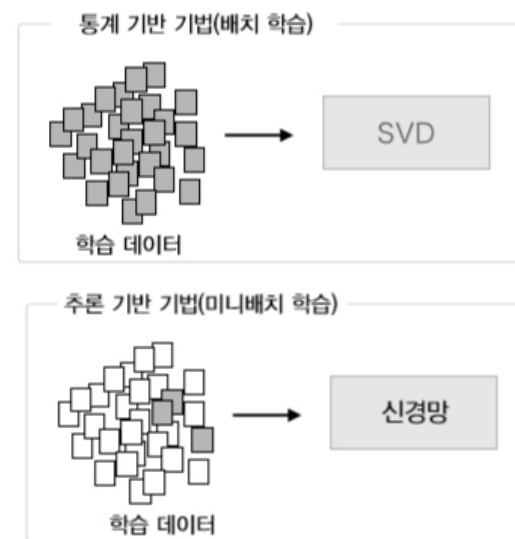 통계 기반 기법(배치 학습)
SVD
학습 데이터
추론 기반 기법(미니배치 학습)
신경망
학습 데이터